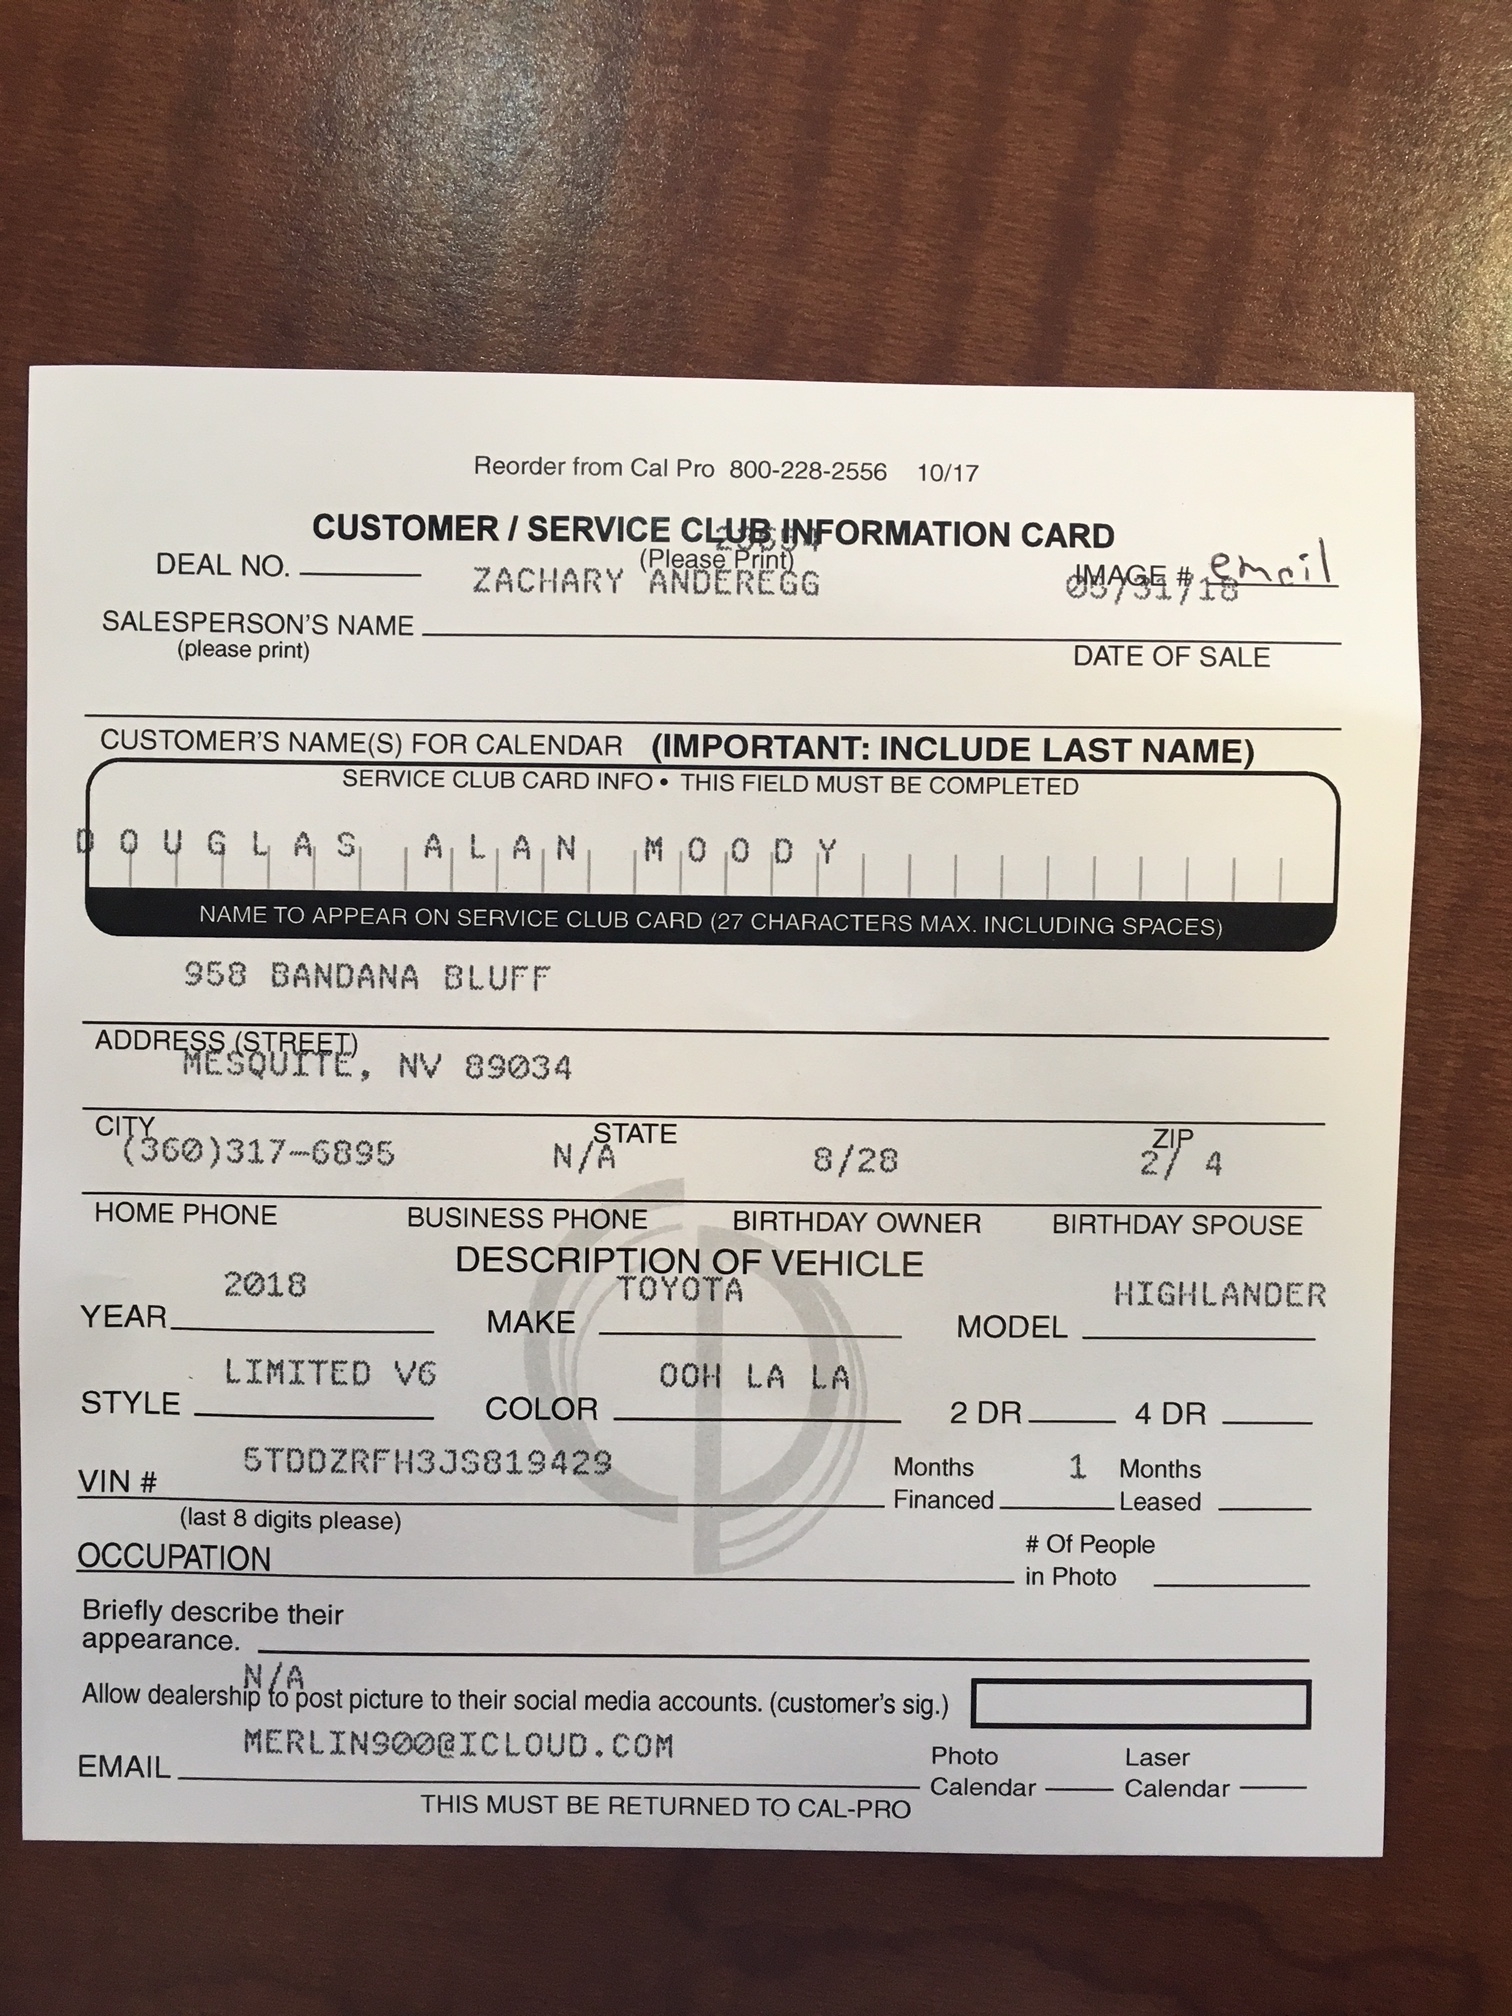 Reorder from Cal Pro 800-228-2556 10/17
CUSTOMER / SERVICE CLUB INFORMATION CARD
(Please Print)
DEAL NO. IMAGE # email
ZACHARY ANDEREGG 05/31/18
SALESPERSON'S NAME
(please print) DATE OF SALE
CUSTOMER'S NAME(S) FOR CALENDAR (IMPORTANT: INCLUDE LAST NAME)
SERVICE CLUB CARD INFO • THIS FIELD MUST BE COMPLETED
DOUGLAS ALAN MOODY
NAME TO APPEAR ON SERVICE CLUB CARD (27 CHARACTERS MAX. INCLUDING SPACES)
958 BANDANA BLUFF
ADDRESS (STREET)
MESQUITE, NV 89034
CITY STATE ZIP
(360)317-6895 N/A 8/28 2/ 4
HOME PHONE BUSINESS PHONE BIRTHDAY OWNER BIRTHDAY SPOUSE
DESCRIPTION OF VEHICLE
2018 TOYOTA HIGHLANDER
YEAR MAKE MODEL
LIMITED V6 OOH LA LA
STYLE COLOR 2 DR 4 DR
5TDDZRFH3JS819429 Months 1 Months
VIN # Financed Leased
(last 8 digits please)
OCCUPATION # Of People
in Photo
Briefly describe their
appearance.
N/A
Allow dealership to post picture to their social media accounts. (customer's sig.)
MERLIN900@ICLOUD.COM Photo Laser
EMAIL Calendar Calendar
THIS MUST BE RETURNED TO CAL-PRO